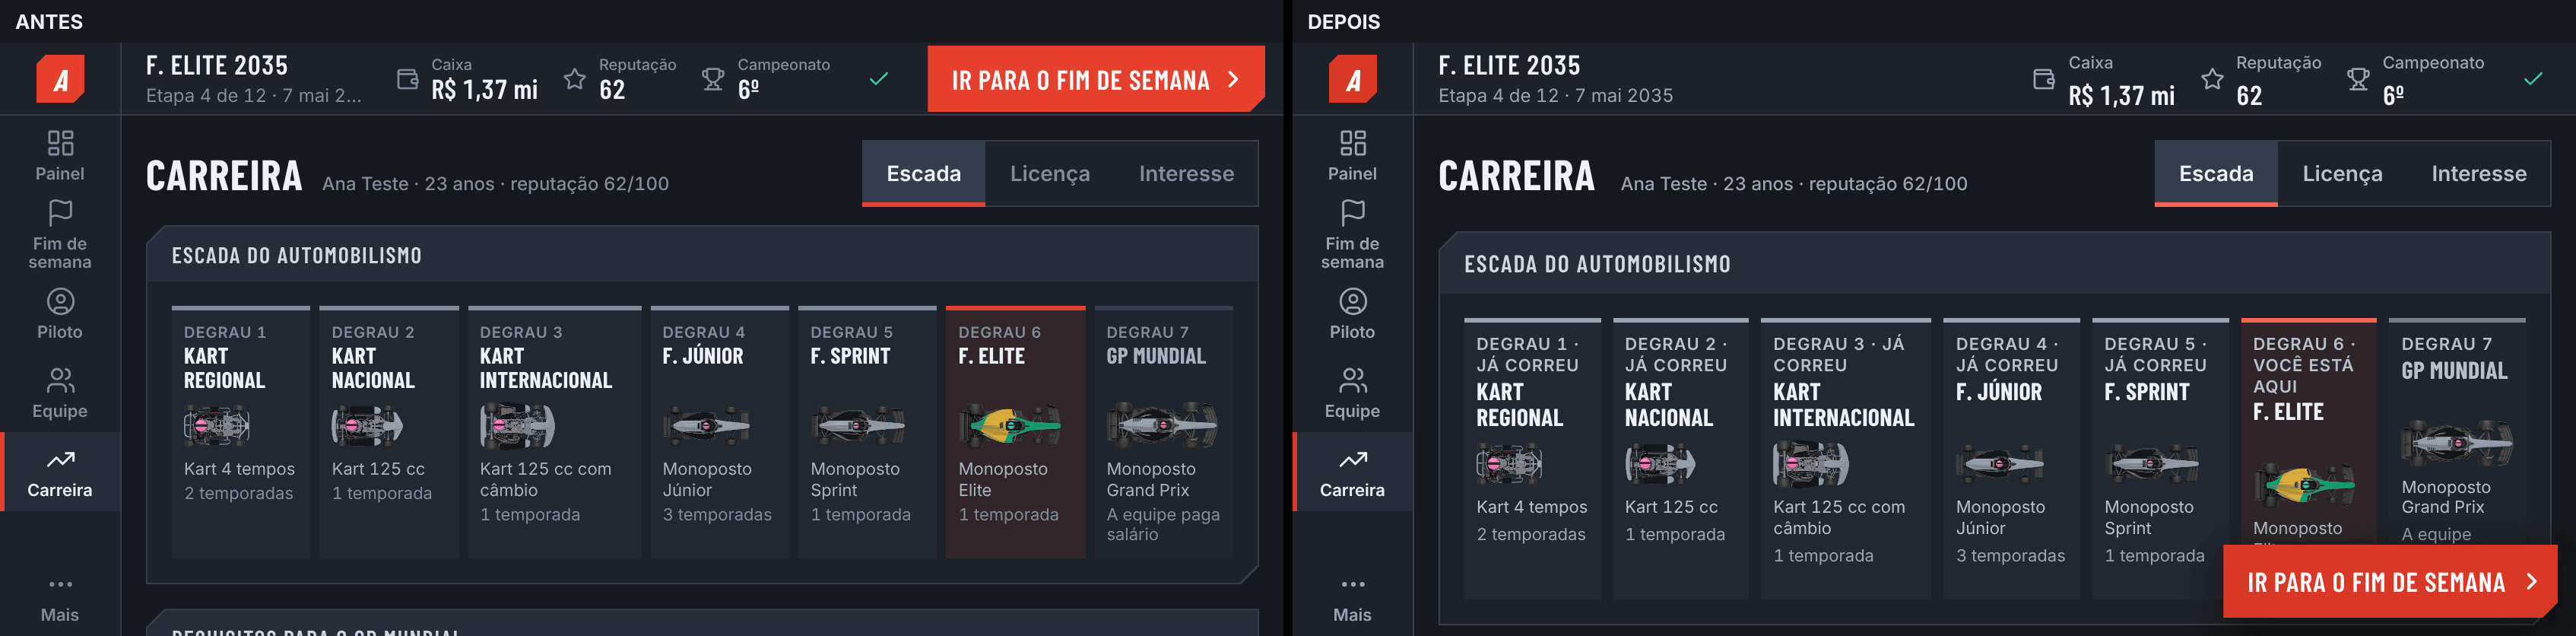 ANTES
A
F. ELITE 2035
Etapa 4 de 12 · 7 mai 2...
Caixa
R$ 1,37 mi
Reputação
62
Campeonato
6º
IR PARA O FIM DE SEMANA
Painel
Fim de
semana
Piloto
Equipe
Carreira
Mais
CARREIRA
Ana Teste · 23 anos · reputação 62/100
Escada
Licença
Interesse
ESCADA DO AUTOMOBILISMO
DEGRAU 1
KART
REGIONAL
Kart 4 tempos
2 temporadas
DEGRAU 2
KART
NACIONAL
Kart 125 cc
1 temporada
DEGRAU 3
KART
INTERNACIONAL
Kart 125 cc com
câmbio
1 temporada
DEGRAU 4
F. JÚNIOR
Monoposto
Júnior
3 temporadas
DEGRAU 5
F. SPRINT
Monoposto
Sprint
1 temporada
DEGRAU 6
F. ELITE
Monoposto
Elite
1 temporada
DEGRAU 7
GP MUNDIAL
Monoposto
Grand Prix
A equipe paga
salário
REQUISITOS PARA O GP MUNDIAL
DEPOIS
A
F. ELITE 2035
Etapa 4 de 12 · 7 mai 2035
Caixa
R$ 1,37 mi
Reputação
62
Campeonato
6º
Painel
Fim de
semana
Piloto
Equipe
Carreira
Mais
CARREIRA
Ana Teste · 23 anos · reputação 62/100
Escada
Licença
Interesse
ESCADA DO AUTOMOBILISMO
DEGRAU 1 ·
JÁ CORREU
KART
REGIONAL
Kart 4 tempos
2 temporadas
DEGRAU 2 ·
JÁ CORREU
KART
NACIONAL
Kart 125 cc
1 temporada
DEGRAU 3 · JÁ
CORREU
KART
INTERNACIONAL
Kart 125 cc com
câmbio
1 temporada
DEGRAU 4 ·
JÁ CORREU
F. JÚNIOR
Monoposto
Júnior
3 temporadas
DEGRAU 5 ·
JÁ CORREU
F. SPRINT
Monoposto
Sprint
1 temporada
DEGRAU 6 ·
VOCÊ ESTÁ
AQUI
F. ELITE
Monoposto
DEGRAU 7
GP MUNDIAL
Monoposto
Grand Prix
A equipe
IR PARA O FIM DE SEMANA